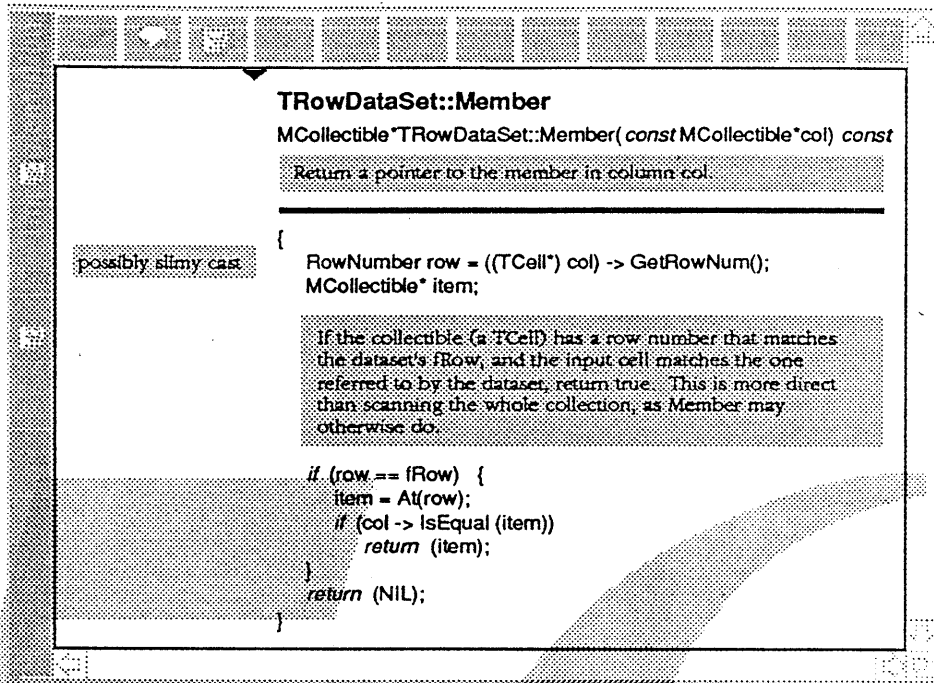 TRowDataSet::Member
MCollectible*TRowDataSet::Member( const MCollectible*col) const
Return a pointer to the member in column col.
{
possibly slimy cast
RowNumber row = ((TCell*) col) -> GetRowNum();
MCollectible* item;
If the collectible (a TCell) has a row number that matches
the dataset's fRow, and the input cell matches the one
referred to by the dataset, return true. This is more direct
than scanning the whole collection, as Member may
otherwise do.
if (row == fRow) {
item = At(row);
if (col -> IsEqual (item))
return (item);
}
return (NIL);
}